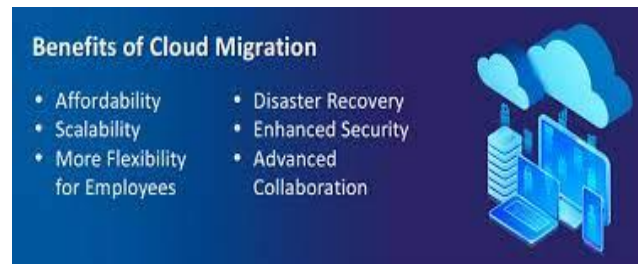 Benefits of Cloud Migration
• Affordability
• Scalability
• More Flexibility
for Employees
• Disaster Recovery
• Enhanced Security
• Advanced
Collaboration